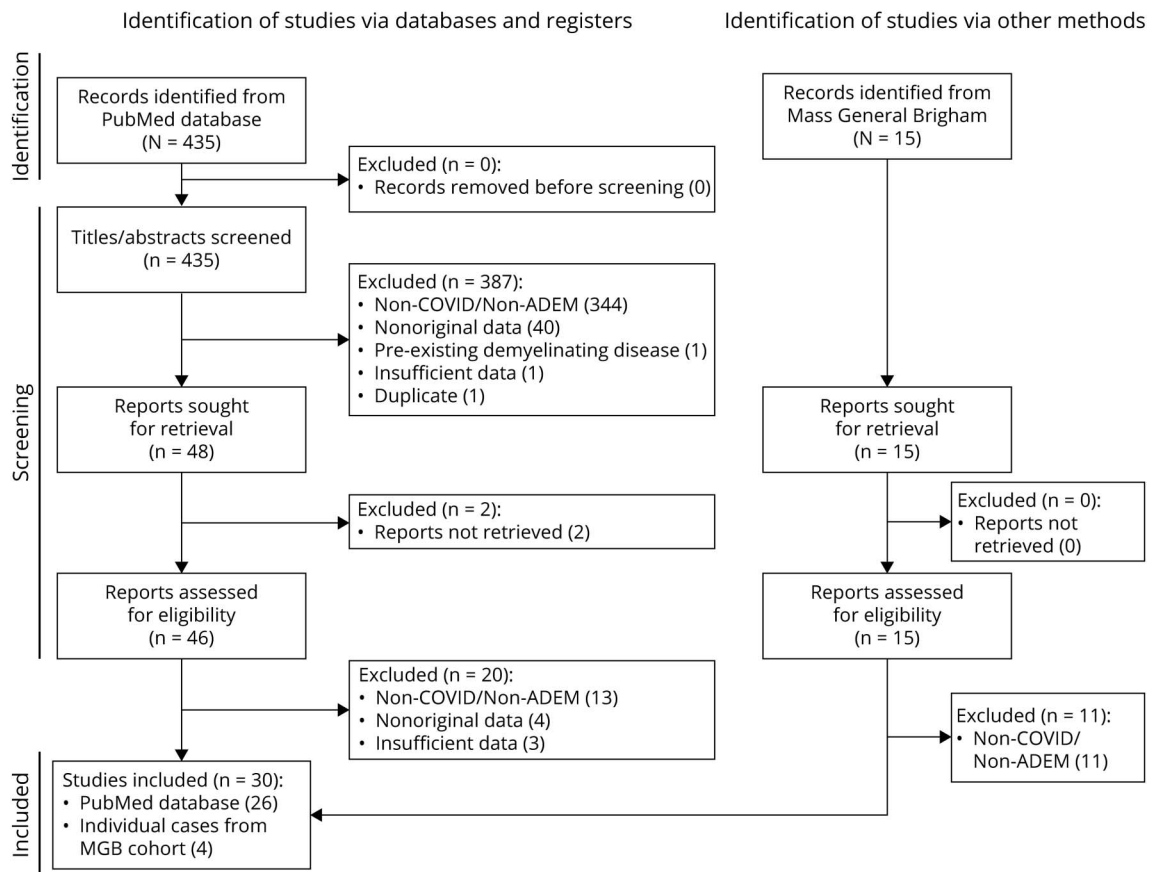 Identification of studies via databases and registers
Identification of studies via other methods
Identification
Records identified from
PubMed database
(N = 435)
Records identified from
Mass General Brigham
(N = 15)
Excluded (n = 0):
• Records removed before screening (0)
Screening
Titles/abstracts screened
(n = 435)
Excluded (n = 387):
• Non-COVID/Non-ADEM (344)
• Nonoriginal data (40)
• Pre-existing demyelinating disease (1)
• Insufficient data (1)
• Duplicate (1)
Reports sought
for retrieval
(n = 48)
Reports sought
for retrieval
(n = 15)
Excluded (n = 2):
• Reports not retrieved (2)
Excluded (n = 0):
• Reports not
retrieved (0)
Reports assessed
for eligibility
(n = 46)
Reports assessed
for eligibility
(n = 15)
Excluded (n = 20):
• Non-COVID/Non-ADEM (13)
• Nonoriginal data (4)
• Insufficient data (3)
Excluded (n = 11):
• Non-COVID/
Non-ADEM (11)
Included
Studies included (n = 30):
• PubMed database (26)
• Individual cases from
MGB cohort (4)